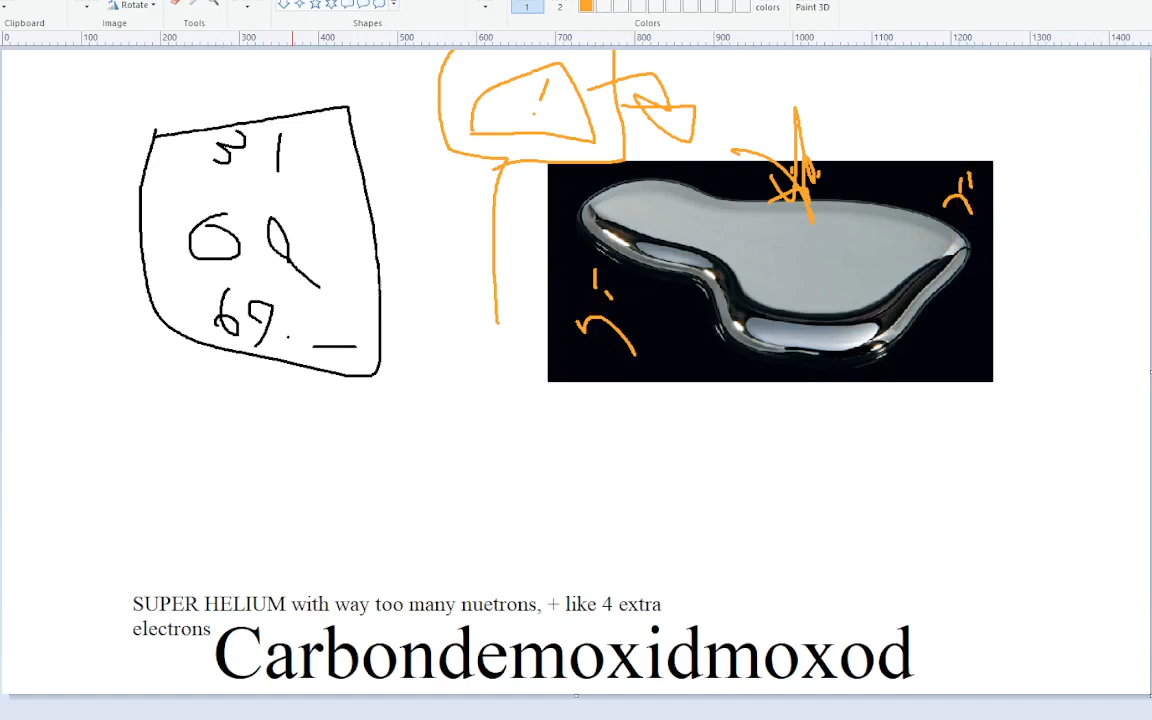 Rotate
1
2
colors
Paint 3D
Clipboard
Image
Tools
Shapes
Colors
0 100 200 300 400 500 600 700 800 900 1000 1100 1200 1300 1400
31
67.
SUPER HELIUM with way too many nuetrons, + like 4 extra
electrons
Carbondemoxidmoxod